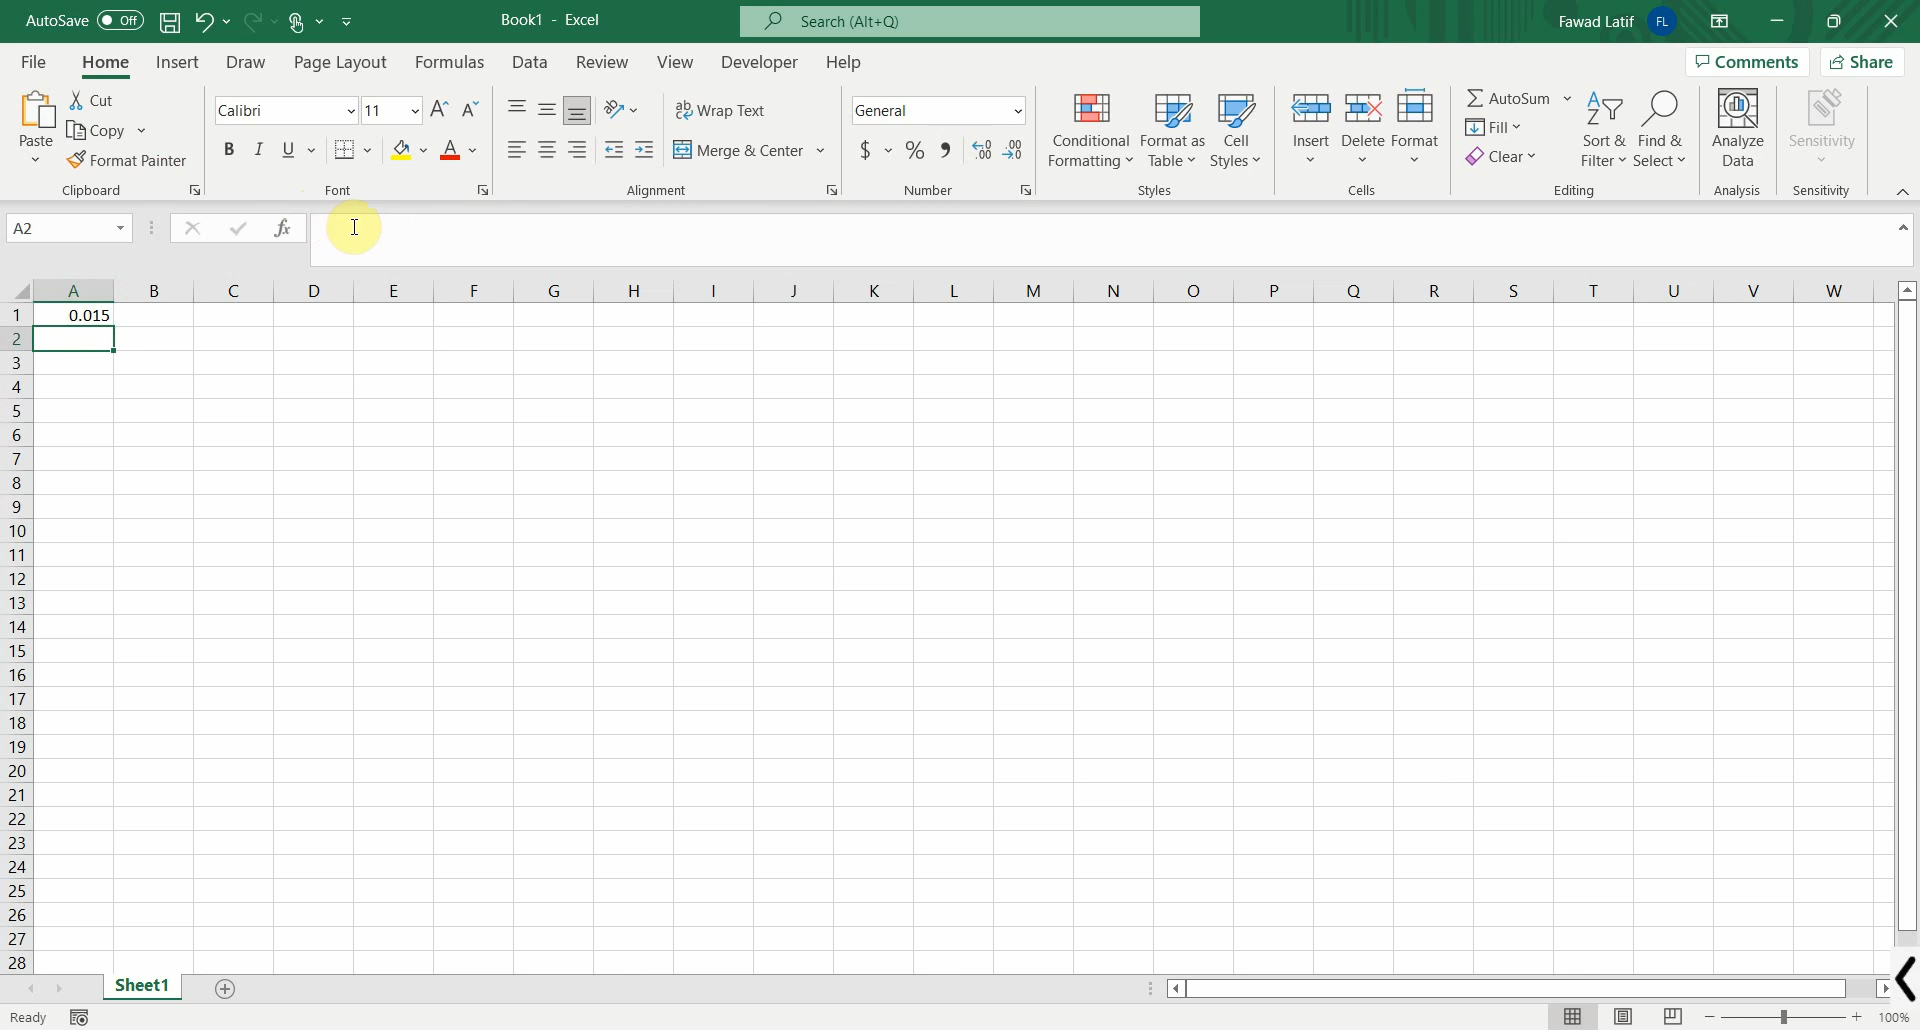 AutoSave Off Book1 - Excel Search (Alt+Q) Fawad Latif FL
File Home Insert Draw Page Layout Formulas Data Review View Developer Help Comments Share
Paste Cut Copy Format Painter Clipboard
Calibri 11 B I U A Font
Wrap Text Merge & Center Alignment
General $ % , Number
Conditional Formatting Format as Table Cell Styles Styles
Insert Delete Format Cells
AutoSum Fill Clear Sort & Filter Find & Select Editing
Analyze Data Analysis
Sensitivity Sensitivity
A2 fx
A B C D E F G H I J K L M N O P Q R S T U V W
1 0.015
2
3
4
5
6
7
8
9
10
11
12
13
14
15
16
17
18
19
20
21
22
23
24
25
26
27
28
Sheet1
Ready 100%